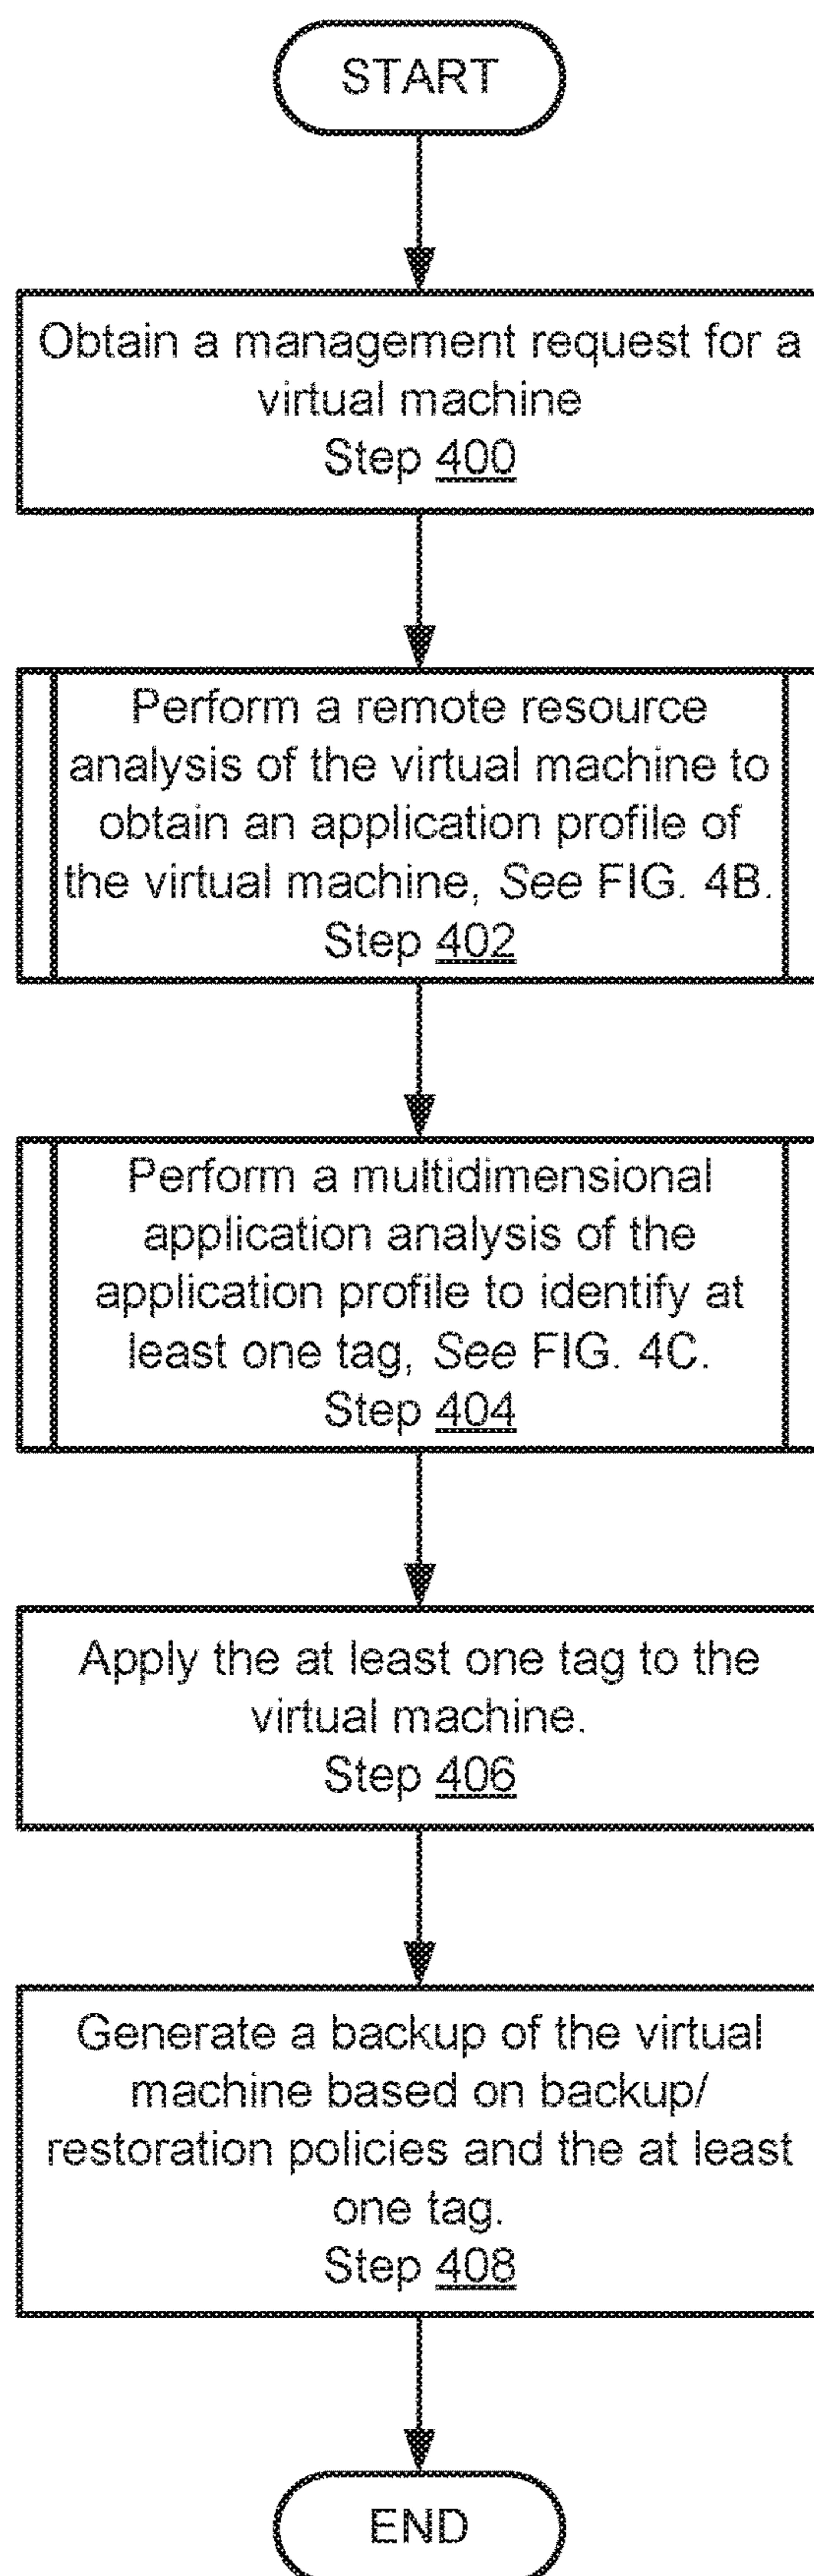 START
Obtain a management request for a
virtual machine
Step 400
Perform a remote resource
analysis of the virtual machine to
obtain an application profile of
the virtual machine, See FIG. 4B.
Step 402
Perform a multidimensional
application analysis of the
application profile to identify at
least one tag, See FIG. 4C.
Step 404
Apply the at least one tag to the
virtual machine.
Step 406
Generate a backup of the virtual
machine based on backup/
restoration policies and the at least
one tag.
Step 408
END